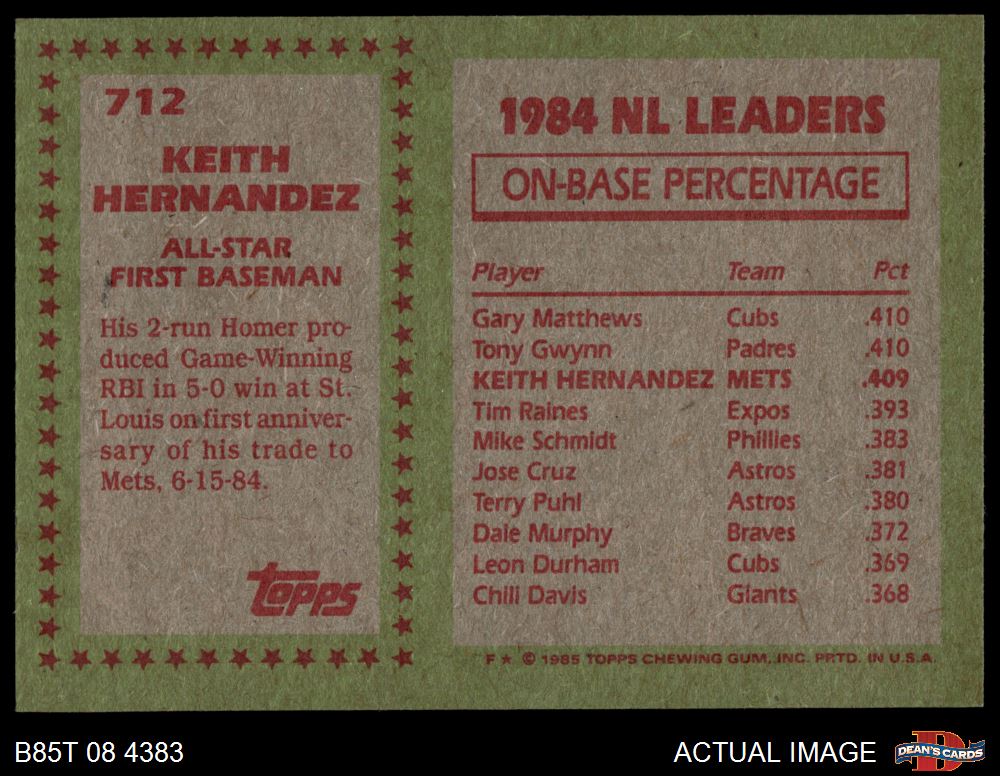 712
KEITH
HERNANDEZ
ALL-STAR
FIRST BASEMAN
His 2-run Homer pro-
duced Game-Winning
RBI in 5-0 win at St.
Louis on first anniver-
sary of his trade to
Mets, 6-15-84.
topps
1984 NL LEADERS
ON-BASE PERCENTAGE
Player Team Pct
Gary Matthews Cubs .410
Tony Gwynn Padres .410
KEITH HERNANDEZ METS .409
Tim Raines Expos .393
Mike Schmidt Phillies .383
Jose Cruz Astros .381
Terry Puhl Astros .380
Dale Murphy Braves .372
Leon Durham Cubs .369
Chili Davis Giants .368
F ★ © 1985 TOPPS CHEWING GUM, INC. PRTD. IN U.S.A.
B85T 08 4383
ACTUAL IMAGE
D
DEAN'S CARDS